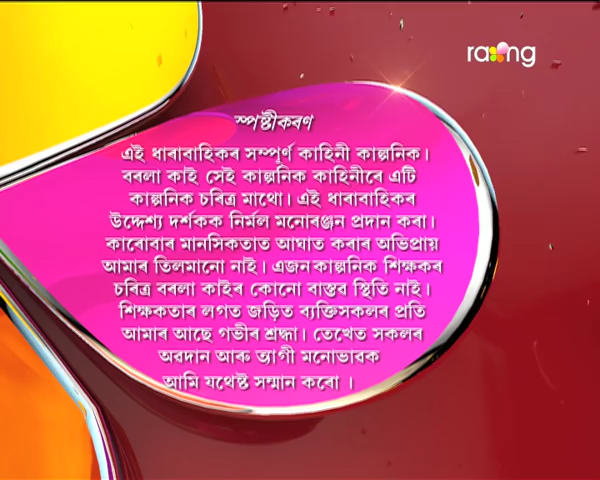 rang
স্পষ্টীকৰণ
এই ধাৰাবাহিকৰ সম্পূৰ্ণ কাহিনী কাল্পনিক।
বৰলা কাই সেই কাল্পনিক কাহিনীৰে এটি
কাল্পনিক চৰিত্ৰ মাথো। এই ধাৰাবাহিকৰ
উদ্দেশ্য দৰ্শকক নিৰ্মল মনোৰঞ্জন প্ৰদান কৰা।
কাৰোবাৰ মানসিকতাত আঘাত কৰাৰ অভিপ্ৰায়
আমাৰ তিলমানো নাই। এজন কাল্পনিক শিক্ষকৰ
চৰিত্ৰ বৰলা কাইৰ কোনো বাস্তৱ স্থিতি নাই।
শিক্ষকতাৰ লগত জড়িত ব্যক্তিসকলৰ প্ৰতি
আমাৰ আছে গভীৰ শ্ৰদ্ধা। তেখেত সকলৰ
অৱদান আৰু ত্যাগী মনোভাবক
আমি যথেষ্ট সন্মান কৰো ।